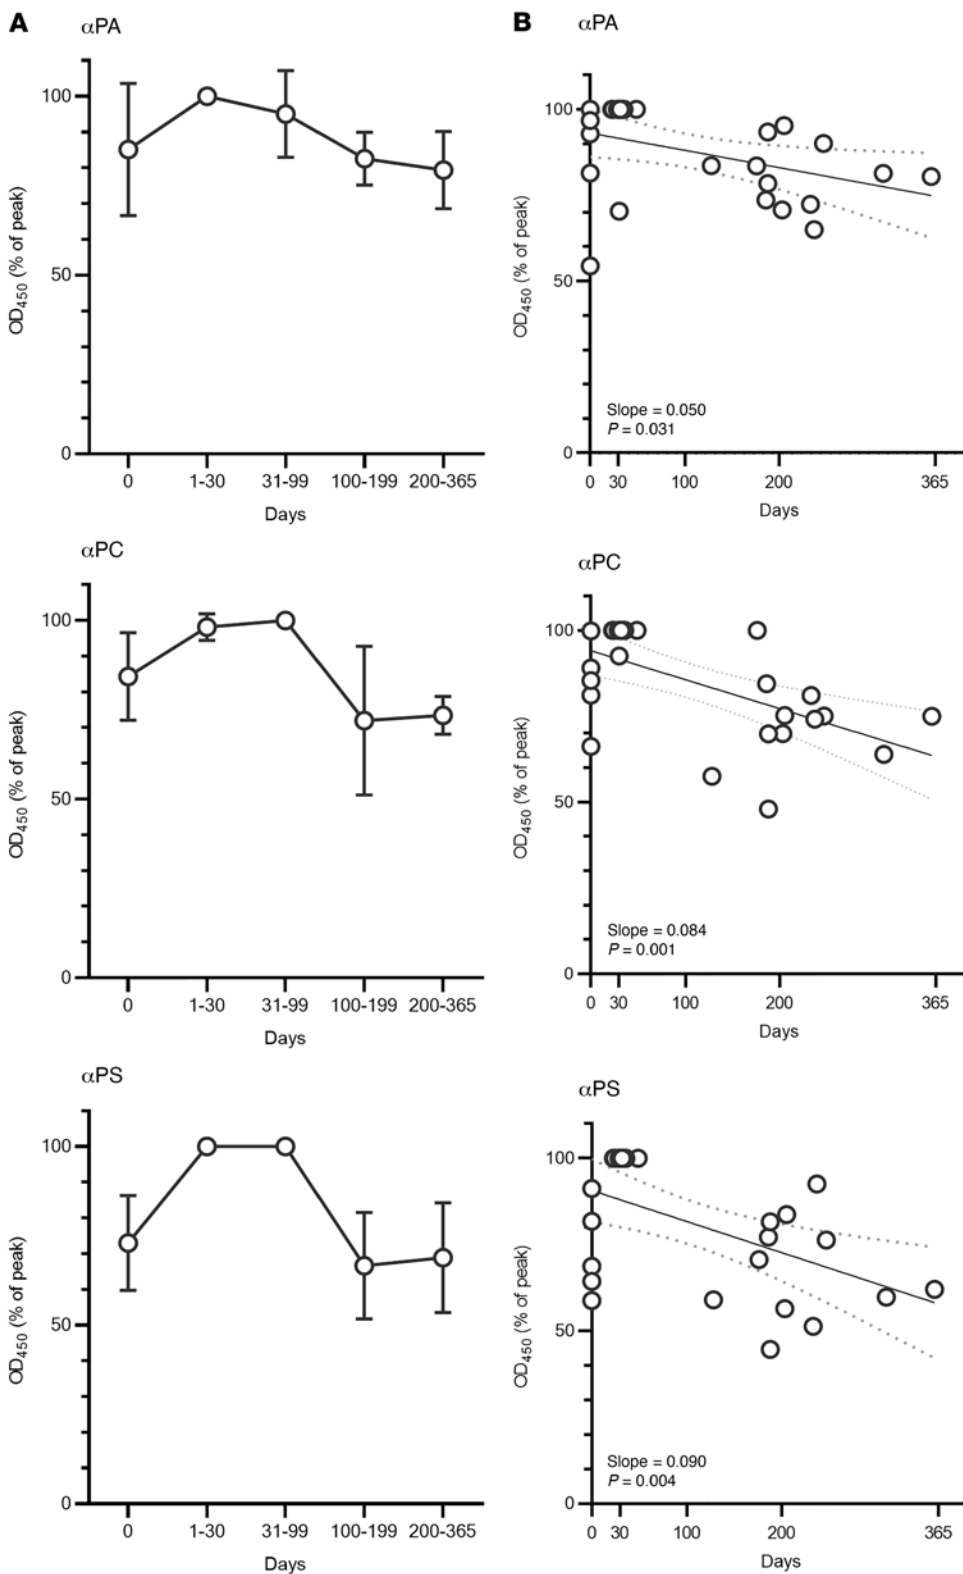 A
αPA
OD450 (% of peak)
100
50
0
0 1-30 31-99 100-199 200-365
Days
B
αPA
OD450 (% of peak)
100
50
0
Slope = 0.050
P = 0.031
0 30 100 200 365
Days
αPC
OD450 (% of peak)
100
50
0
0 1-30 31-99 100-199 200-365
Days
αPC
OD450 (% of peak)
100
50
0
Slope = 0.084
P = 0.001
0 30 100 200 365
Days
αPS
OD450 (% of peak)
100
50
0
0 1-30 31-99 100-199 200-365
Days
αPS
OD450 (% of peak)
100
50
0
Slope = 0.090
P = 0.004
0 30 100 200 365
Days